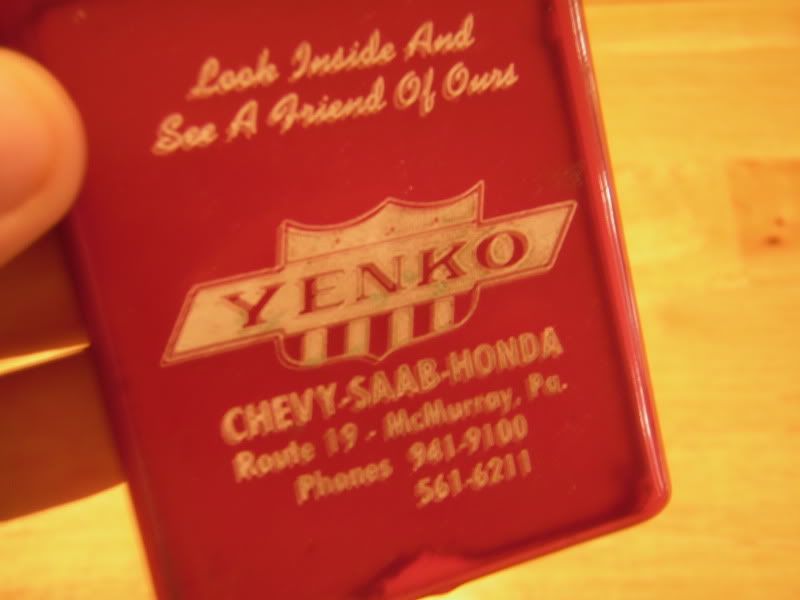 Look Inside And
See A Friend Of Ours
YENKO
CHEVY-SAAB-HONDA
Route 19 - McMurray, Pa.
Phones 941-9100
561-6211